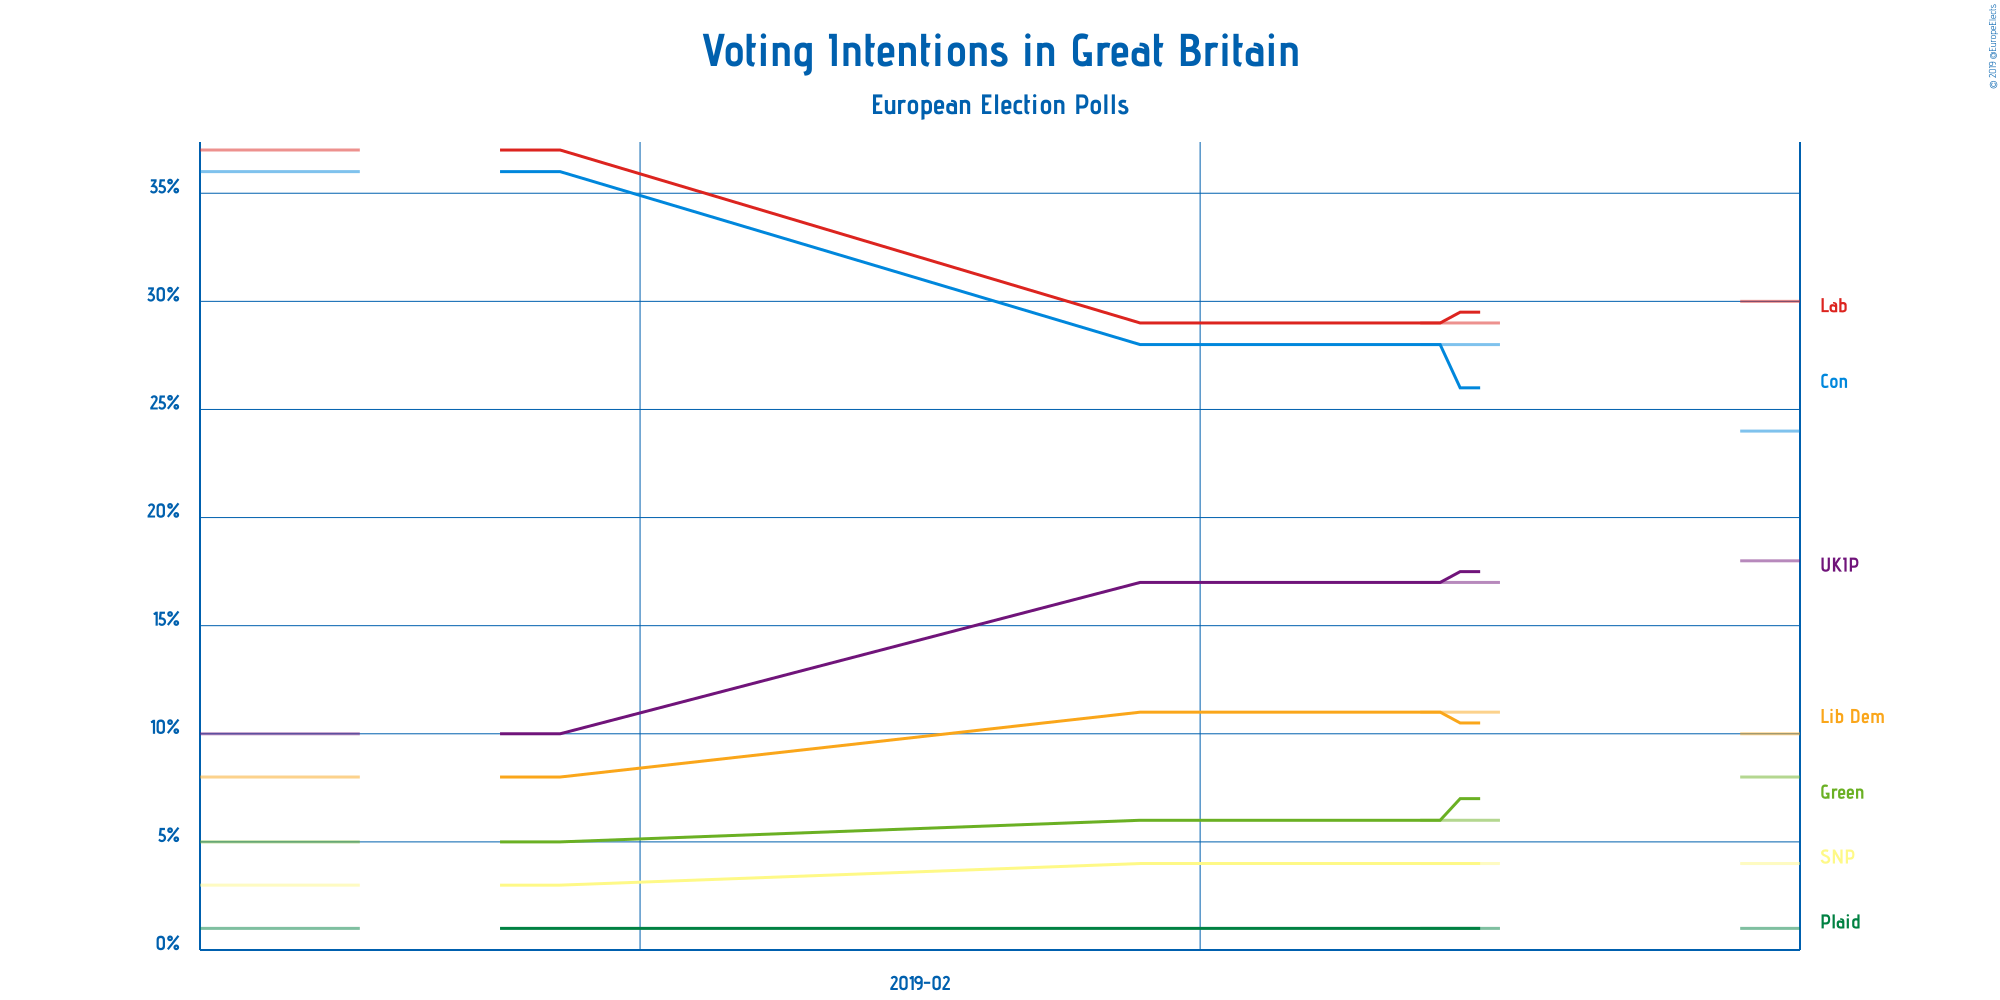 Voting Intentions in Great Britain
European Election Polls
© 2019 @EuropeElects
35%
30%
25%
20%
15%
10%
5%
0%
Lab
Con
UKIP
Lib Dem
Green
SNP
Plaid
2019-02